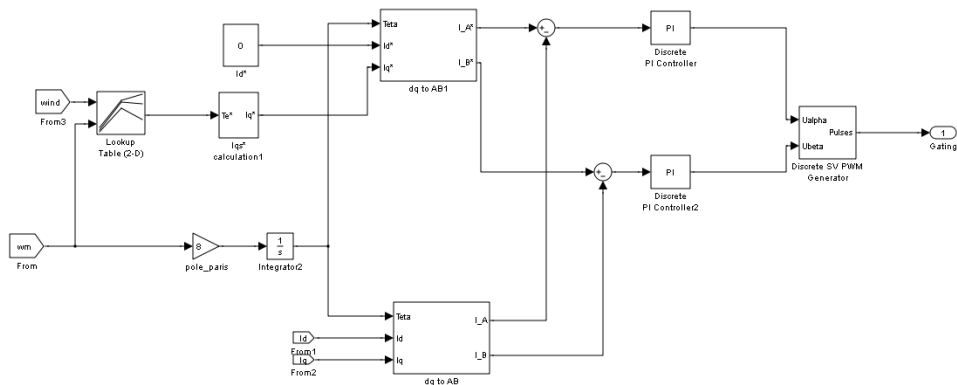 Teta
Id*
Iq*
I_A*
I_B*
dq to AB1
0
Id*
PI
Discrete
PI Controller
wind
From3
Lookup
Table (2-D)
Te*
Iq*
Iqs*
calculation1
Ualpha
Ubeta
Pulses
Discrete SV PWM
Generator
1
Gating
PI
Discrete
PI Controller2
wm
From
8
pole_paris
1
s
Integrator2
Teta
Id
Iq
I_A
I_B
dq to AB
Id
From1
Iq
From2